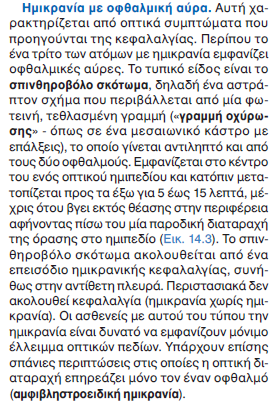 Ημικρανία με οφθαλμική αύρα. Αυτή χα-
ρακτηρίζεται από οπτικά συμπτώματα που
προηγούνται της κεφαλαλγίας. Περίπου το
ένα τρίτο των ατόμων με ημικρανία εμφανίζει
οφθαλμικές αύρες. Το τυπικό είδος είναι το
σπινθηροβόλο σκότωμα, δηλαδή ένα αστρά-
πτον σχήμα που περιβάλλεται από μία φω-
τεινή, τεθλασμένη γραμμή («γραμμή οχύρω-
σης» - όπως σε ένα μεσαιωνικό κάστρο με
επάλξεις), το οποίο γίνεται αντιληπτό και από
τους δύο οφθαλμούς. Εμφανίζεται στο κέντρο
του ενός οπτικού ημιπεδίου και κατόπιν μετα-
τοπίζεται προς τα έξω για 5 έως 15 λεπτά, μέ-
χρις ότου βγει εκτός θέασης στην περιφέρεια
αφήνοντας πίσω του μία παροδική διαταραχή
της όρασης στο ημιπεδίο (Εικ. 14.3). Το σπιν-
θηροβόλο σκότωμα ακολουθείται από ένα
επεισόδιο ημικρανικής κεφαλαλγίας, συνή-
θως στην αντίθετη πλευρά. Περιστασιακά δεν
ακολουθεί κεφαλαλγία (ημικρανία χωρίς ημι-
κρανία). Οι ασθενείς με αυτού του τύπου την
ημικρανία είναι δυνατό να εμφανίζουν μόνιμο
έλλειμμα οπτικών πεδίων. Υπάρχουν επίσης
σπάνιες περιπτώσεις στις οποίες η οπτική δι-
αταραχή επηρεάζει μόνο τον έναν οφθαλμό
(αμφιβληστροειδική ημικρανία).